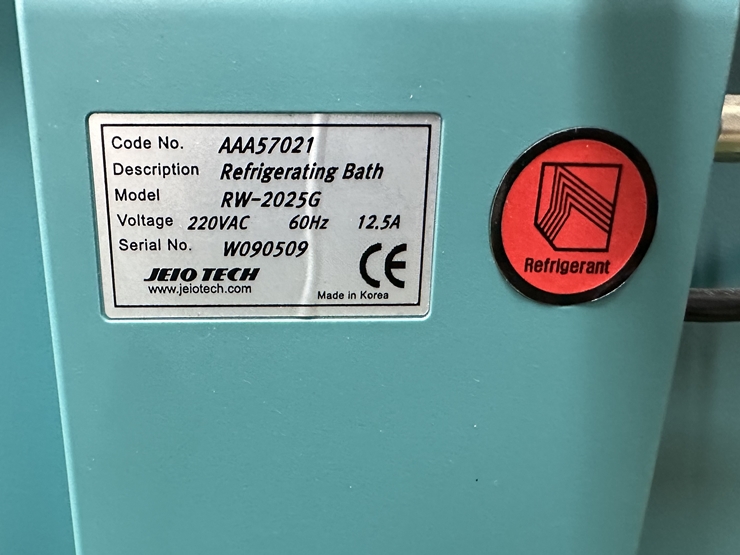 Code No. AAA57021
Description Refrigerating Bath
Model RW-2025G
Voltage 220VAC 60Hz 12.5A
Serial No. W090509
JEIO TECH
www.jeiotech.com
CE
Made in Korea
Refrigerant